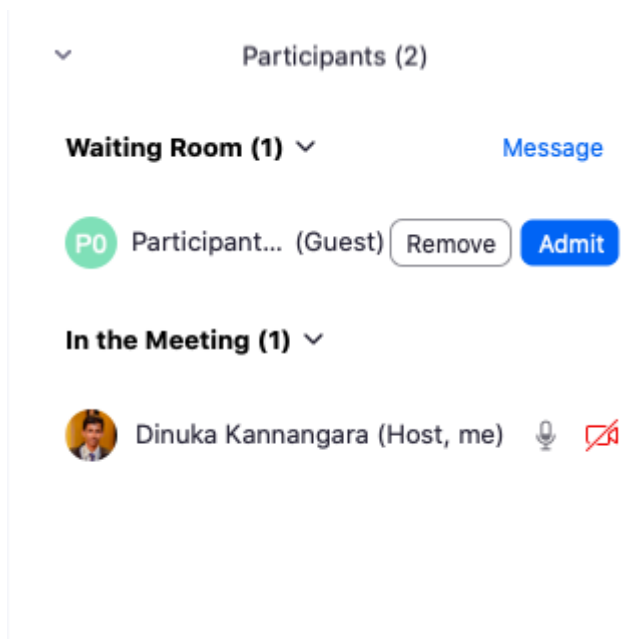 Participants (2)
Waiting Room (1) Message
P0 Participant... (Guest) Remove Admit
In the Meeting (1)
Dinuka Kannangara (Host, me)